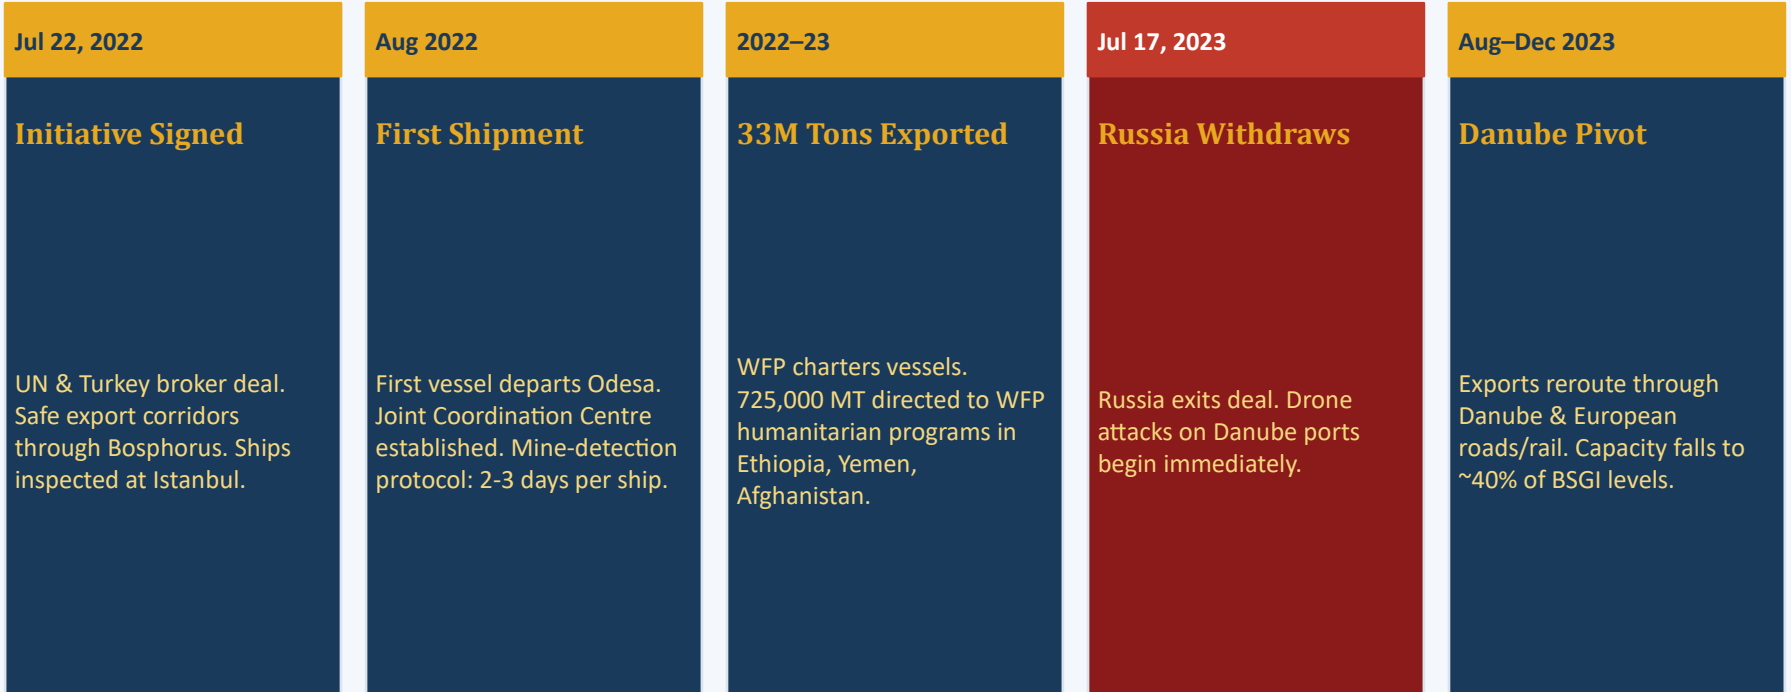 Jul 22, 2022
Initiative Signed
UN & Turkey broker deal.
Safe export corridors
through Bosphorus. Ships
inspected at Istanbul.
Aug 2022
First Shipment
First vessel departs Odesa.
Joint Coordination Centre
established. Mine-detection
protocol: 2-3 days per ship.
2022–23
33M Tons Exported
WFP charters vessels.
725,000 MT directed to WFP
humanitarian programs in
Ethiopia, Yemen,
Afghanistan.
Jul 17, 2023
Russia Withdraws
Russia exits deal. Drone
attacks on Danube ports
begin immediately.
Aug–Dec 2023
Danube Pivot
Exports reroute through
Danube & European
roads/rail. Capacity falls to
~40% of BSGI levels.